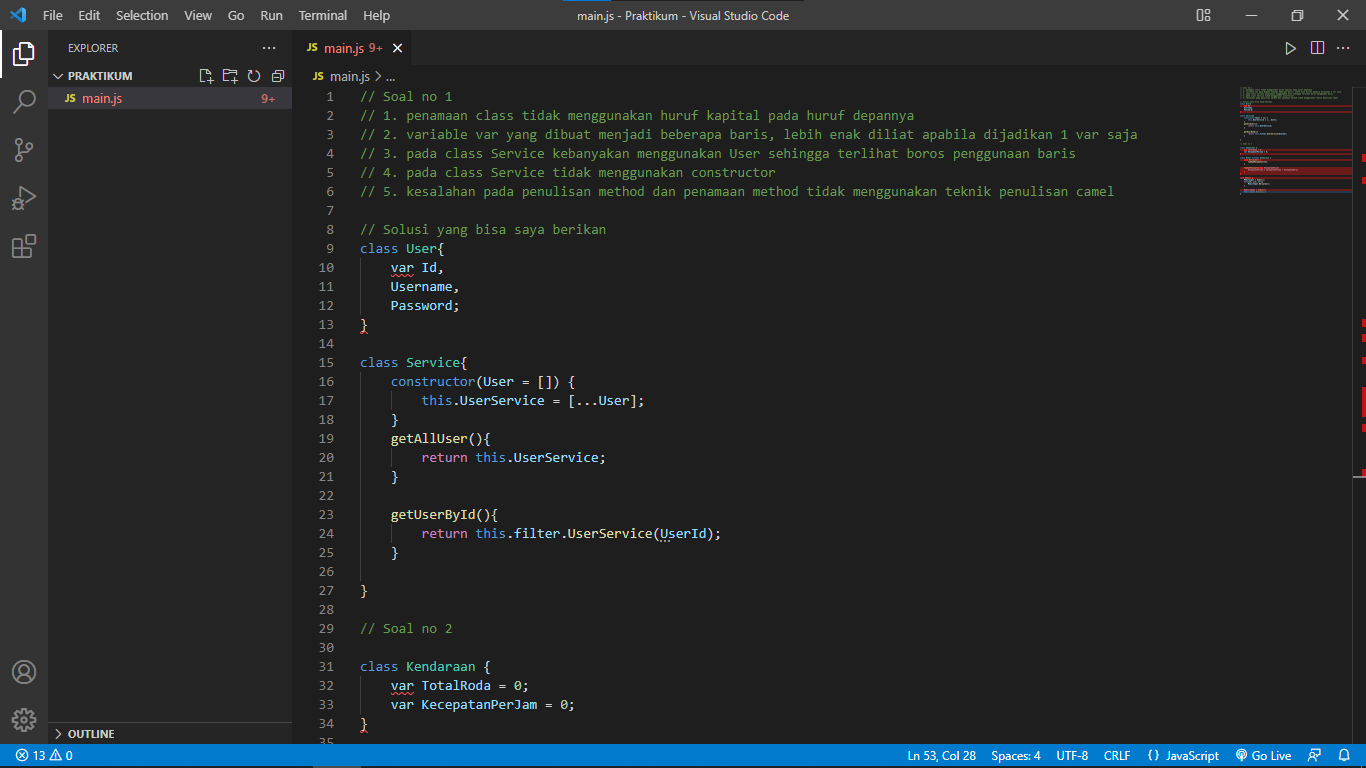 File Edit Selection View Go Run Terminal Help main.js - Praktikum - Visual Studio Code
EXPLORER
PRAKTIKUM
JS main.js 9+
OUTLINE
JS main.js 9+
JS main.js > ...
1 // Soal no 1
2 // 1. penamaan class tidak menggunakan huruf kapital pada huruf depannya
3 // 2. variable var yang dibuat menjadi beberapa baris, lebih enak diliat apabila dijadikan 1 var saja
4 // 3. pada class Service kebanyakan menggunakan User sehingga terlihat boros penggunaan baris
5 // 4. pada class Service tidak menggunakan constructor
6 // 5. kesalahan pada penulisan method dan penamaan method tidak menggunakan teknik penulisan camel
7
8 // Solusi yang bisa saya berikan
9 class User{
10 var Id,
11 Username,
12 Password;
13 }
14
15 class Service{
16 constructor(User = []) {
17 this.UserService = [...User];
18 }
19 getAllUser(){
20 return this.UserService;
21 }
22
23 getUserById(){
24 return this.filter.UserService(UserId);
25 }
26
27 }
28
29 // Soal no 2
30
31 class Kendaraan {
32 var TotalRoda = 0;
33 var KecepatanPerJam = 0;
34 }
35
13 0 Ln 53, Col 28 Spaces: 4 UTF-8 CRLF {} JavaScript Go Live